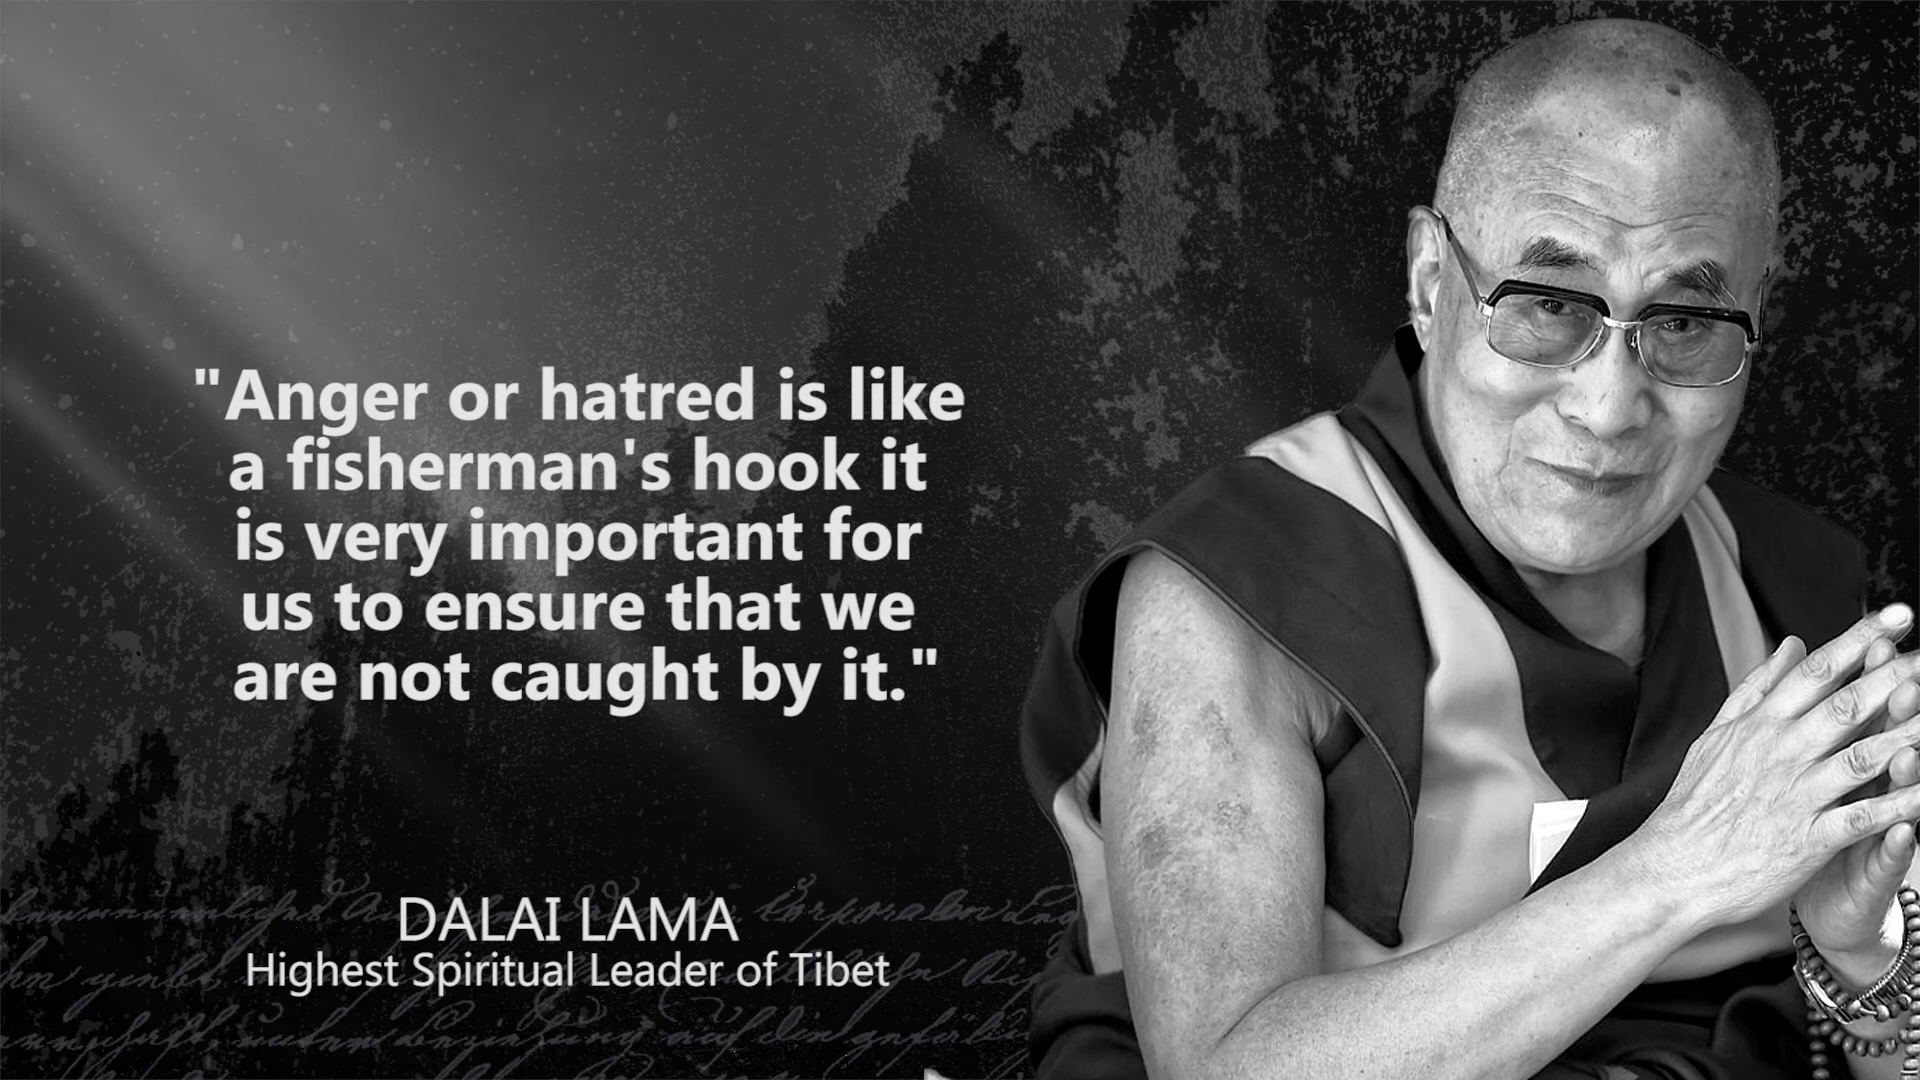 "Anger or hatred is like
a fisherman's hook it
is very important for
us to ensure that we
are not caught by it."
DALAI LAMA
Highest Spiritual Leader of Tibet